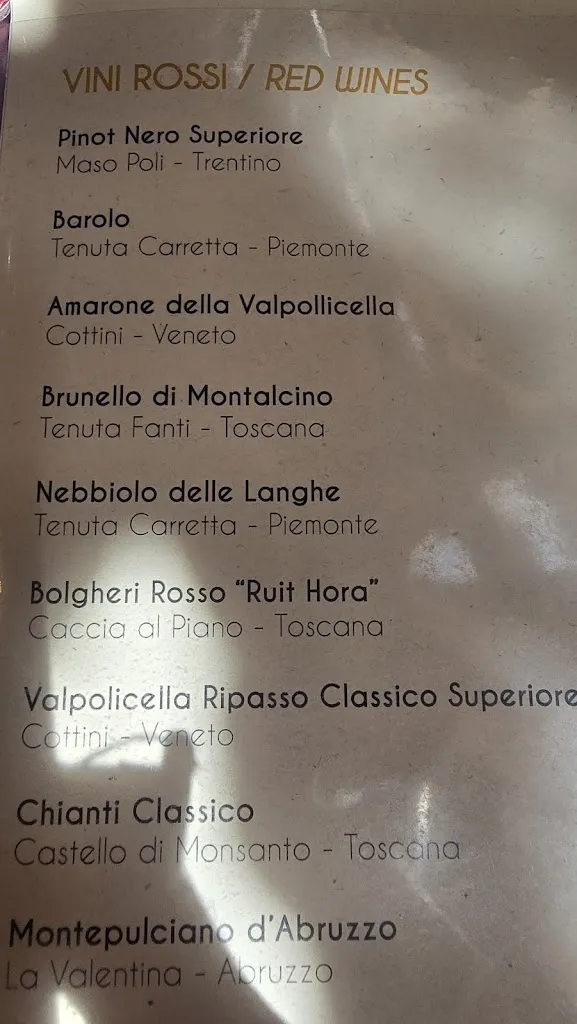 VINI ROSSI / RED WINES
Pinot Nero Superiore
Maso Poli - Trentino
Barolo
Tenuta Carretta - Piemonte
Amarone della Valpollicella
Cottini - Veneto
Brunello di Montalcino
Tenuta Fanti - Toscana
Nebbiolo delle Langhe
Tenuta Carretta - Piemonte
Bolgheri Rosso “Ruit Hora”
Caccia al Piano - Toscana
Valpolicella Ripasso Classico Superiore
Cottini - Veneto
Chianti Classico
Castello di Monsanto - Toscana
Montepulciano d’Abruzzo
La Valentina - Abruzzo